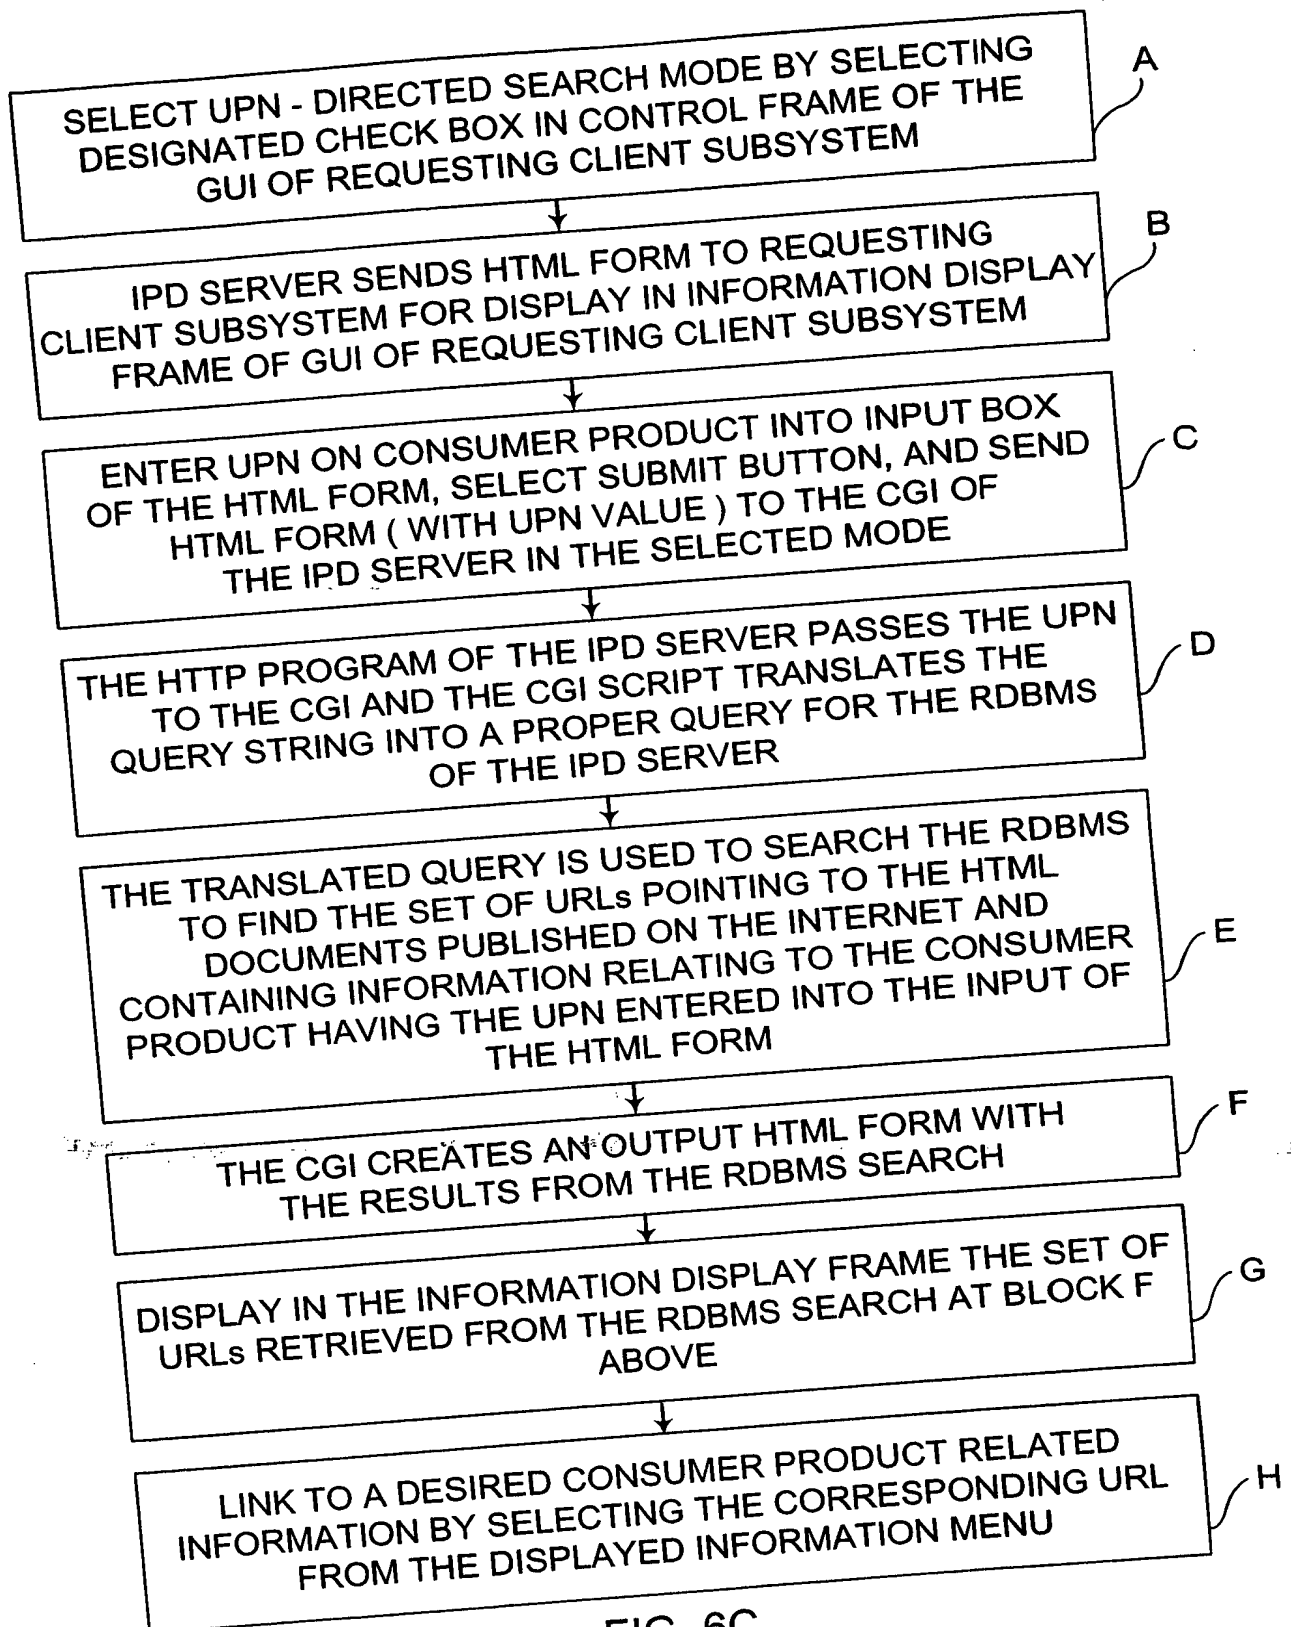 SELECT UPN - DIRECTED SEARCH MODE BY SELECTING
DESIGNATED CHECK BOX IN CONTROL FRAME OF THE
GUI OF REQUESTING CLIENT SUBSYSTEM
A
IPD SERVER SENDS HTML FORM TO REQUESTING
CLIENT SUBSYSTEM FOR DISPLAY IN INFORMATION DISPLAY
FRAME OF GUI OF REQUESTING CLIENT SUBSYSTEM
B
ENTER UPN ON CONSUMER PRODUCT INTO INPUT BOX
OF THE HTML FORM, SELECT SUBMIT BUTTON, AND SEND
HTML FORM ( WITH UPN VALUE ) TO THE CGI OF
THE IPD SERVER IN THE SELECTED MODE
C
THE HTTP PROGRAM OF THE IPD SERVER PASSES THE UPN
TO THE CGI AND THE CGI SCRIPT TRANSLATES THE
QUERY STRING INTO A PROPER QUERY FOR THE RDBMS
OF THE IPD SERVER
D
THE TRANSLATED QUERY IS USED TO SEARCH THE RDBMS
TO FIND THE SET OF URLs POINTING TO THE HTML
DOCUMENTS PUBLISHED ON THE INTERNET AND
CONTAINING INFORMATION RELATING TO THE CONSUMER
PRODUCT HAVING THE UPN ENTERED INTO THE INPUT OF
THE HTML FORM
E
THE CGI CREATES AN OUTPUT HTML FORM WITH
THE RESULTS FROM THE RDBMS SEARCH
F
DISPLAY IN THE INFORMATION DISPLAY FRAME THE SET OF
URLs RETRIEVED FROM THE RDBMS SEARCH AT BLOCK F
ABOVE
G
LINK TO A DESIRED CONSUMER PRODUCT RELATED
INFORMATION BY SELECTING THE CORRESPONDING URL
FROM THE DISPLAYED INFORMATION MENU
H
FIG. 6C